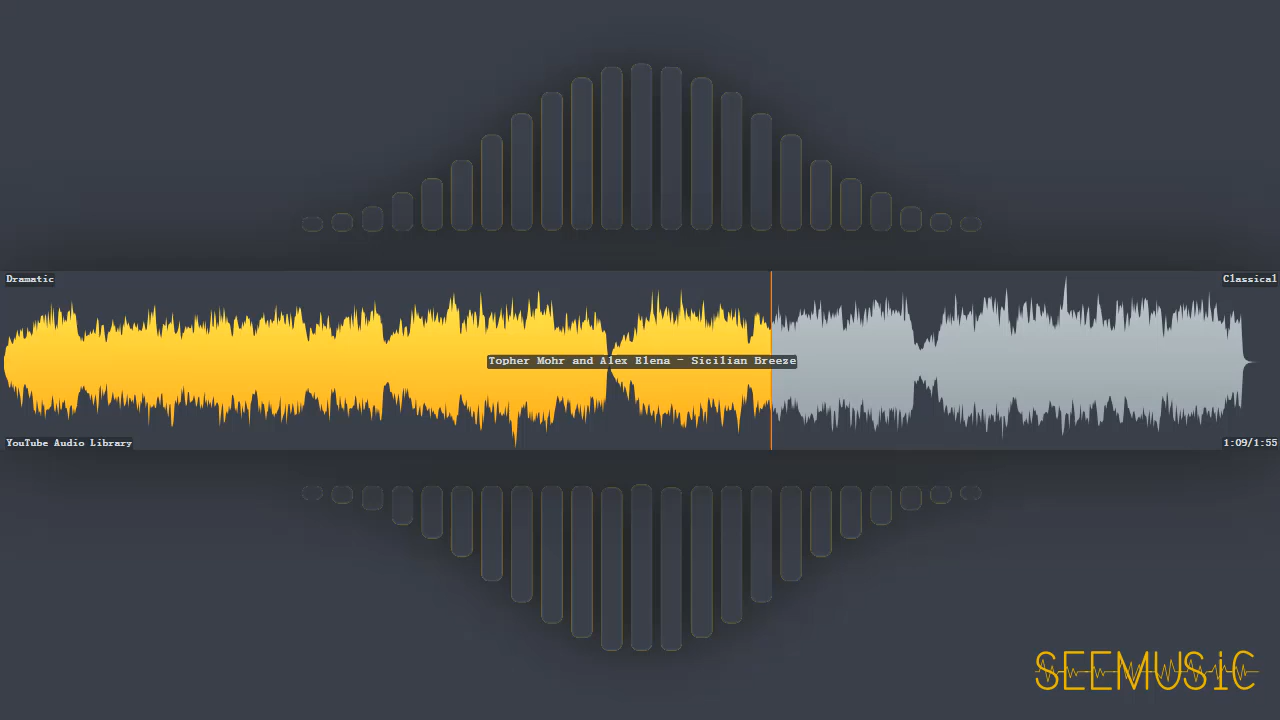 Dramatic
Classical
Topher Mohr and Alex Elena - Sicilian Breeze
YouTube Audio Library
1:09/1:55
SEEMUSiC